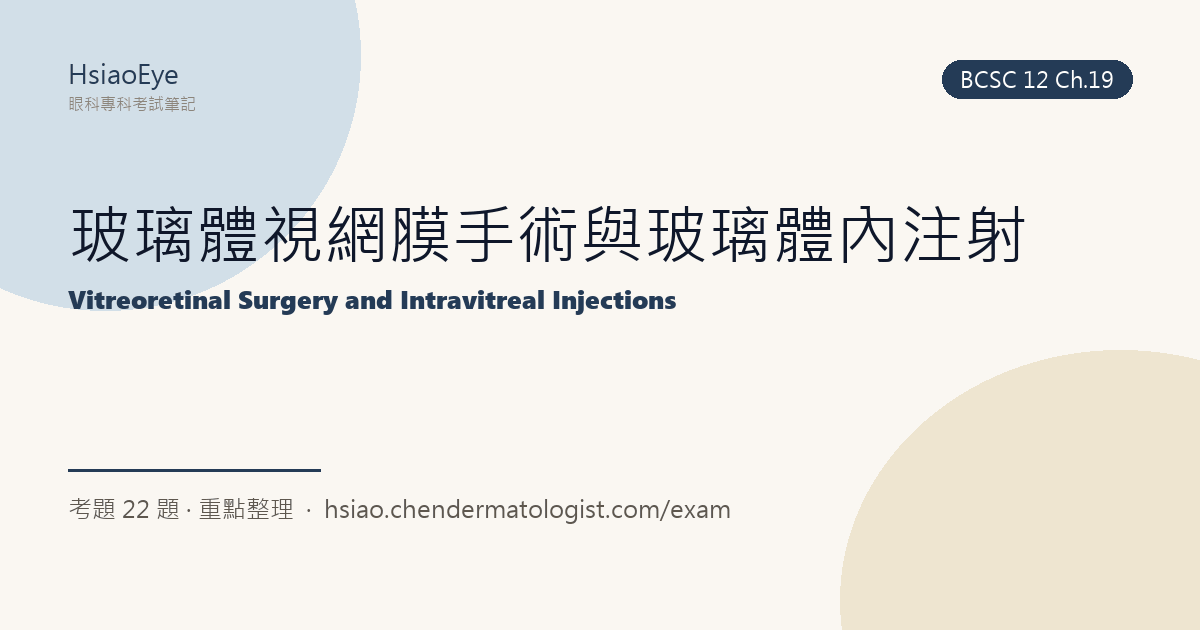 HsiaoEye
眼科專科考試筆記
BCSC 12 Ch.19
玻璃體視網膜手術與玻璃體內注射
Vitreoretinal Surgery and Intravitreal Injections
考題 22 題 · 重點整理 · hsiao.chendermatologist.com/exam